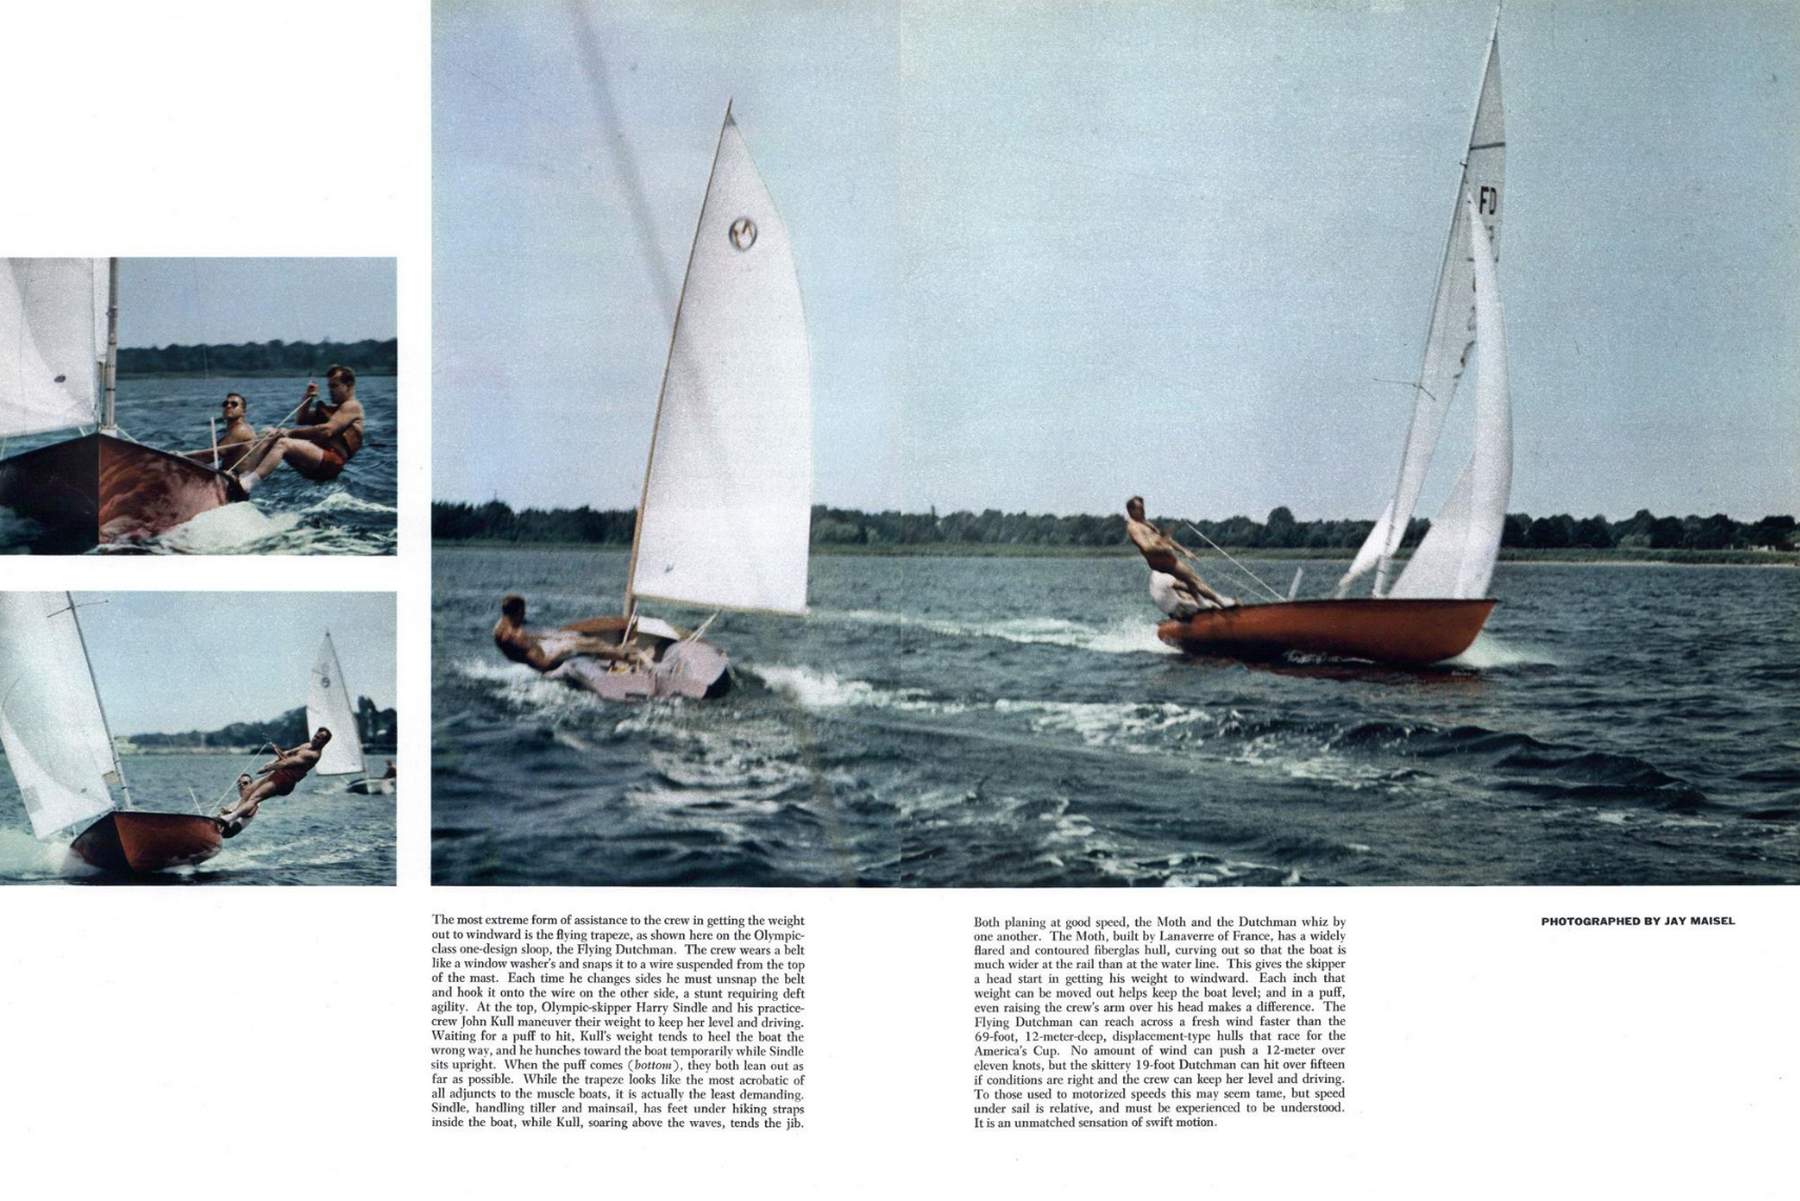 FD
The most extreme form of assistance to the crew in getting the weight
out to windward is the flying trapeze, as shown here on the Olympic-
class one-design sloop, the Flying Dutchman. The crew wears a belt
like a window washer's and snaps it to a wire suspended from the top
of the mast. Each time he changes sides he must unsnap the belt
and hook it onto the wire on the other side, a stunt requiring deft
agility. At the top, Olympic-skipper Harry Sindle and his practice-
crew John Kull maneuver their weight to keep her level and driving.
Waiting for a puff to hit, Kull's weight tends to heel the boat the
wrong way, and he hunches toward the boat temporarily while Sindle
sits upright. When the puff comes (bottom), they both lean out as
far as possible. While the trapeze looks like the most acrobatic of
all adjuncts to the muscle boats, it is actually the least demanding.
Sindle, handling tiller and mainsail, has feet under hiking straps
inside the boat, while Kull, soaring above the waves, tends the jib.
Both planing at good speed, the Moth and the Dutchman whiz by
one another. The Moth, built by Lanaverre of France, has a widely
flared and contoured fiberglas hull, curving out so that the boat is
much wider at the rail than at the water line. This gives the skipper
a head start in getting his weight to windward. Each inch that
weight can be moved out helps keep the boat level; and in a puff,
even raising the crew's arm over his head makes a difference. The
Flying Dutchman can reach across a fresh wind faster than the
69-foot, 12-meter-deep, displacement-type hulls that race for the
America's Cup. No amount of wind can push a 12-meter over
eleven knots, but the skittery 19-foot Dutchman can hit over fifteen
if conditions are right and the crew can keep her level and driving.
To those used to motorized speeds this may seem tame, but speed
under sail is relative, and must be experienced to be understood.
It is an unmatched sensation of swift motion.
PHOTOGRAPHED BY JAY MAISEL